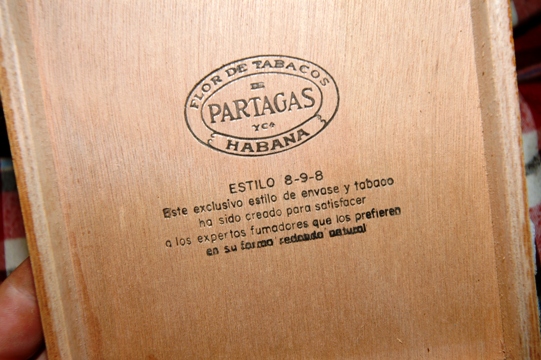 FLOR DE TABACOS
DE
PARTAGAS
Y Cª
HABANA
ESTILO 8-9-8
Este exclusivo estilo de envase y tabaco
ha sido creado para satisfacer
a los expertos fumadores que los prefieren
en su forma redonda natural